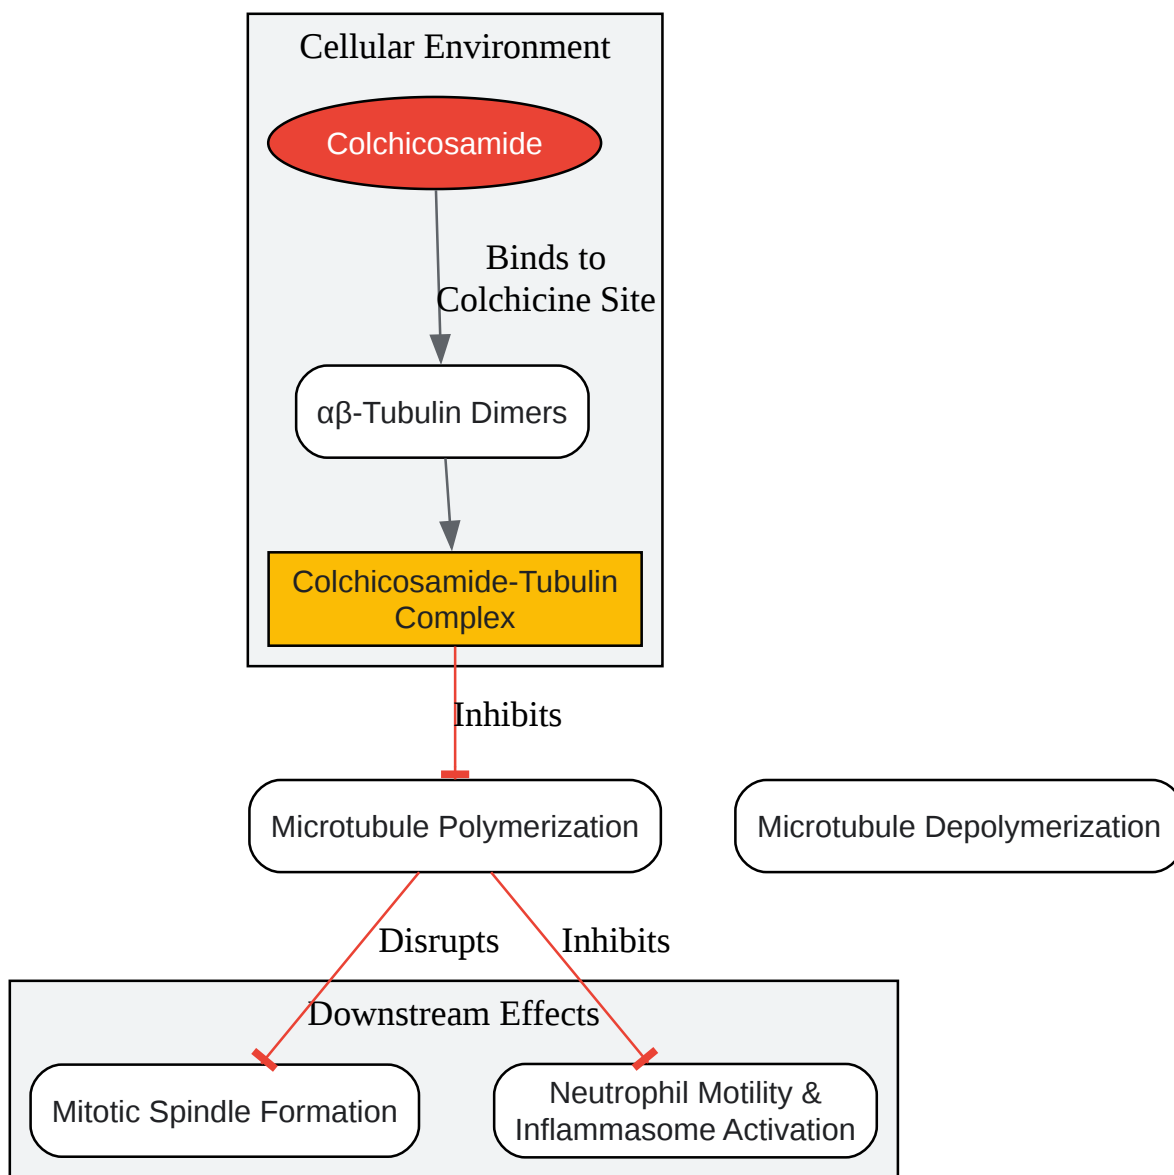 Cellular Environment
Colchicosamide
Binds to
Colchicine Site
αβ-Tubulin Dimers
Colchicosamide-Tubulin
Complex
Inhibits
Microtubule Polymerization
Microtubule Depolymerization
Disrupts
Inhibits
Downstream Effects
Mitotic Spindle Formation
Neutrophil Motility &
Inflammasome Activation